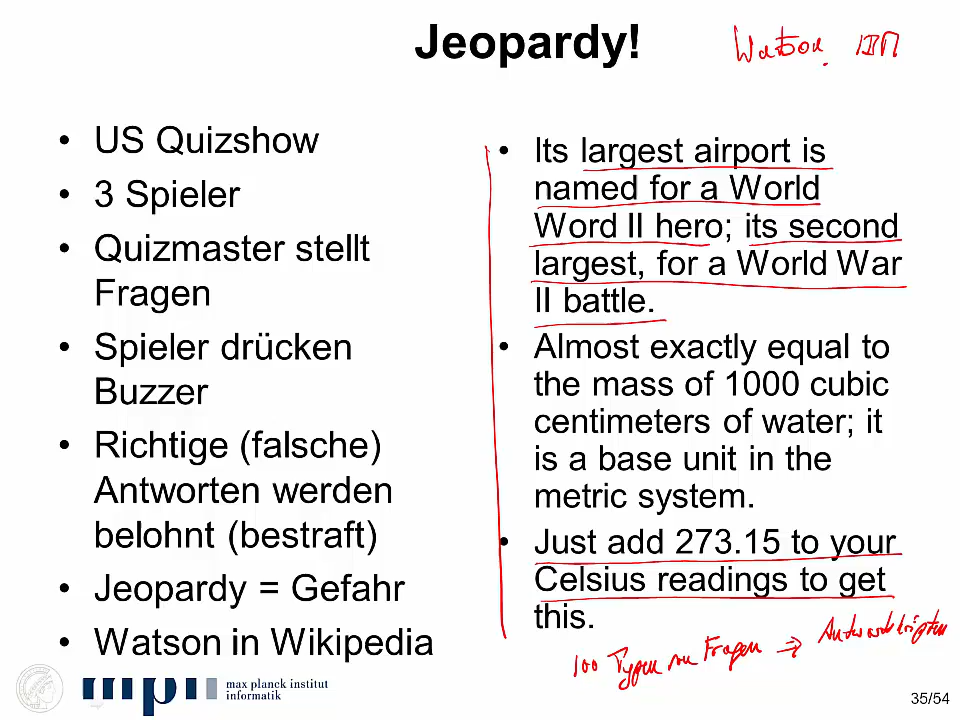 Jeopardy!
Watson IBM
• US Quizshow
• 3 Spieler
• Quizmaster stellt
Fragen
• Spieler drücken
Buzzer
• Richtige (falsche)
Antworten werden
belohnt (bestraft)
• Jeopardy = Gefahr
• Watson in Wikipedia
• Its largest airport is
named for a World
Word II hero; its second
largest, for a World War
II battle.
• Almost exactly equal to
the mass of 1000 cubic
centimeters of water; it
is a base unit in the
metric system.
• Just add 273.15 to your
Celsius readings to get
this.
100 Typen von Fragen ⇒
max planck institut
informatik
35/54